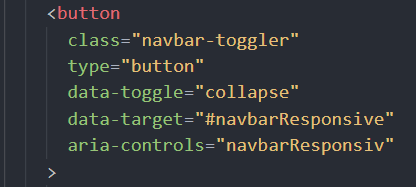 <button
class="navbar-toggler"
type="button"
data-toggle="collapse"
data-target="#navbarResponsive"
aria-controls="navbarResponsiv"
>